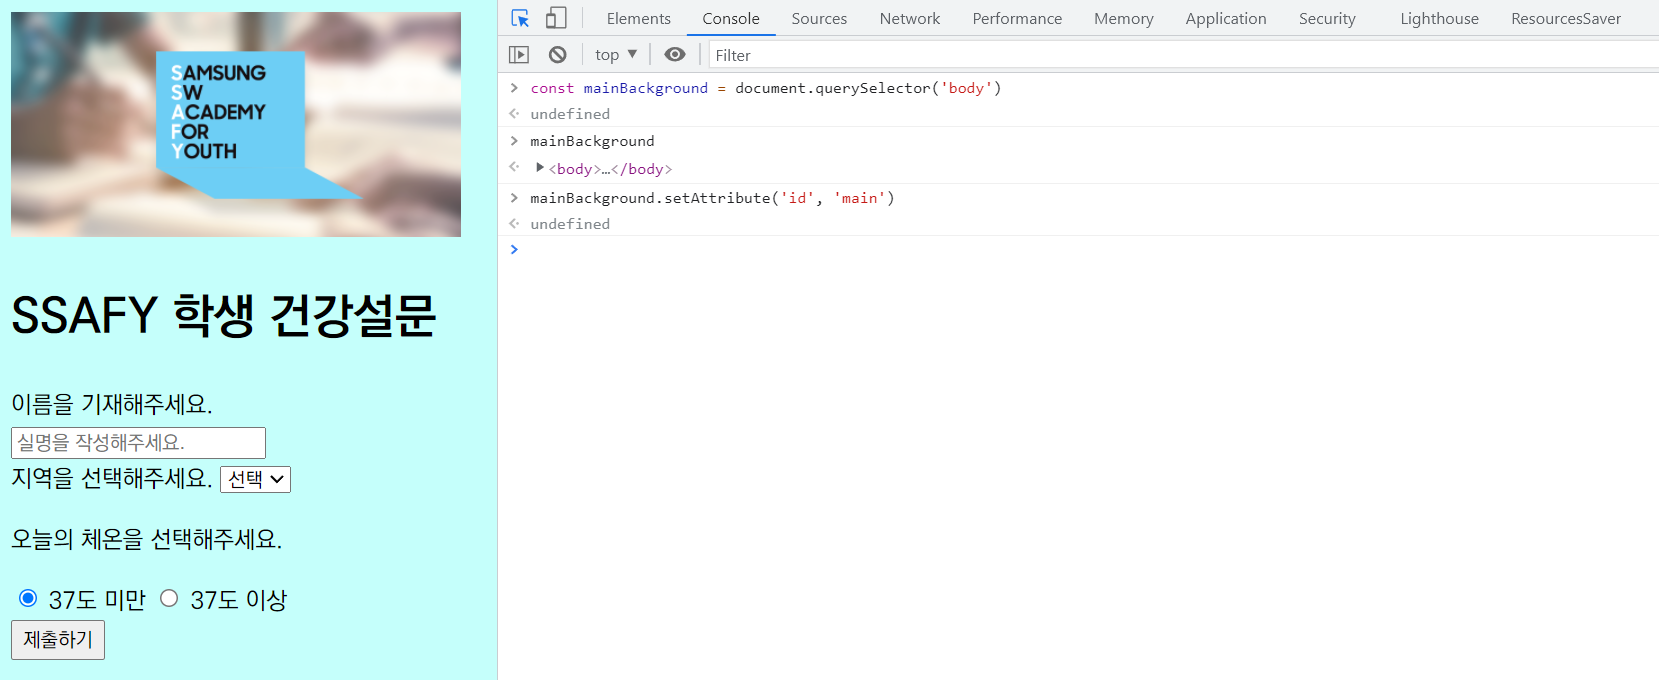 SAMSUNG
SW
ACADEMY
FOR
YOUTH
SSAFY 학생 건강설문
이름을 기재해주세요.
실명을 작성해주세요.
지역을 선택해주세요. 선택
오늘의 체온을 선택해주세요.
37도 미만 37도 이상
제출하기
Elements Console Sources Network Performance Memory Application Security Lighthouse ResourcesSaver
top ▼ Filter
> const mainBackground = document.querySelector('body')
undefined
> mainBackground
▶<body>…</body>
> mainBackground.setAttribute('id', 'main')
undefined
>